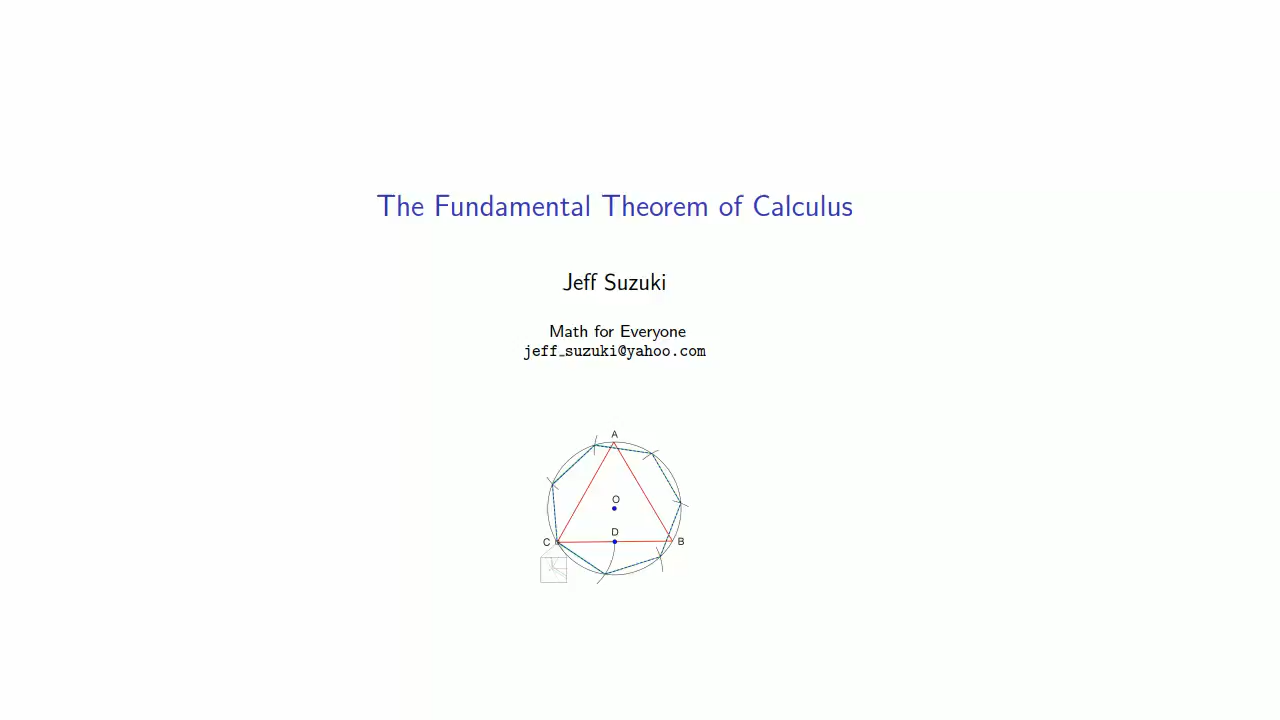 The Fundamental Theorem of Calculus
Jeff Suzuki
Math for Everyone
jeff_suzuki@yahoo.com
A
O
D
C
B